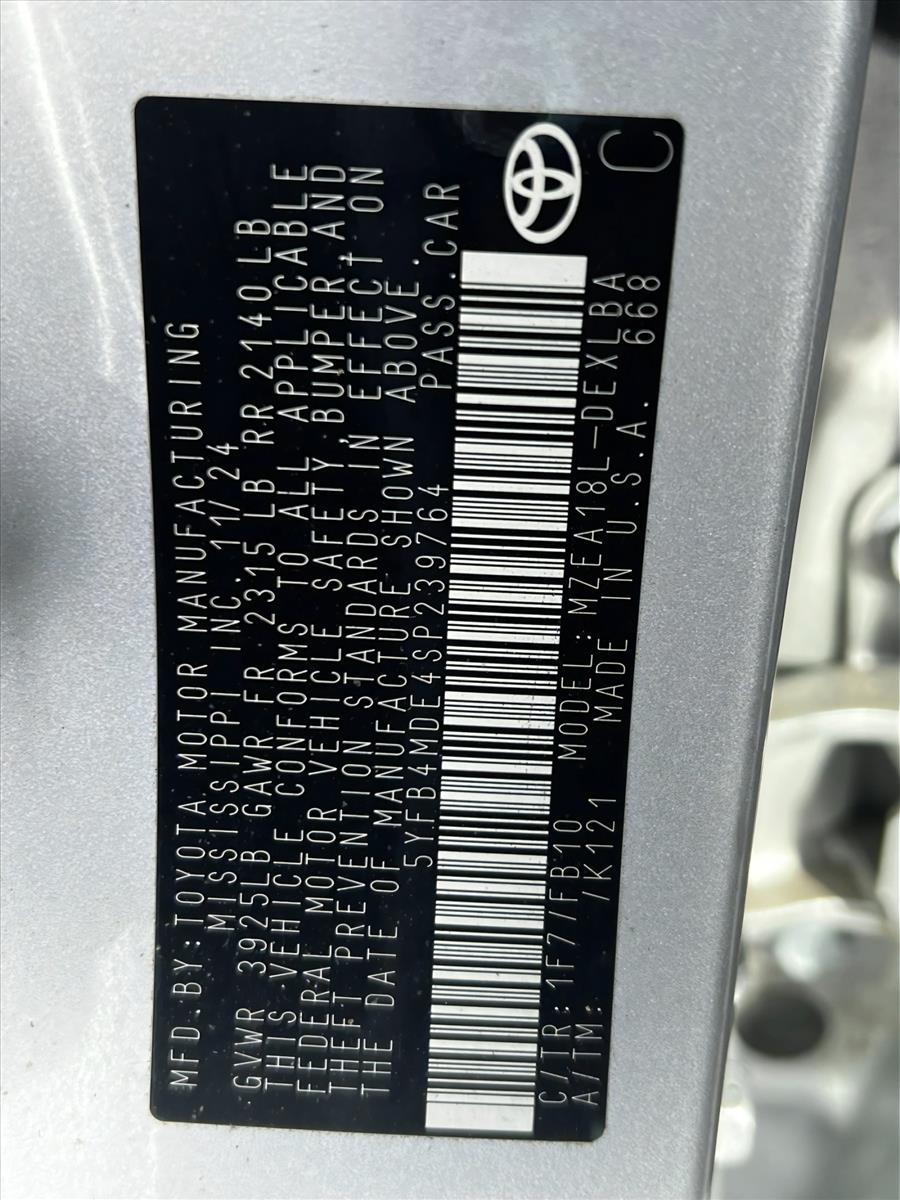 MFD.BY:TOYOTA MOTOR MANUFACTURING
MISSISSIPPI INC. 11/24
GVWR 3925LB GAWR FR 2315 LB RR 2140LB
THIS VEHICLE CONFORMS TO ALL APPLICABLE
FEDERAL MOTOR VEHICLE SAFETY, BUMPER, AND
THEFT PREVENTION STANDARDS IN EFFECT ON
THE DATE OF MANUFACTURE SHOWN ABOVE.
5YFB4MDE4SP239764 PASS.CAR
C/TR: 1F7/FB10 MODEL:MZEA18L-DEXLBA
A/TM: /K121 MADE IN U.S.A. 668
C